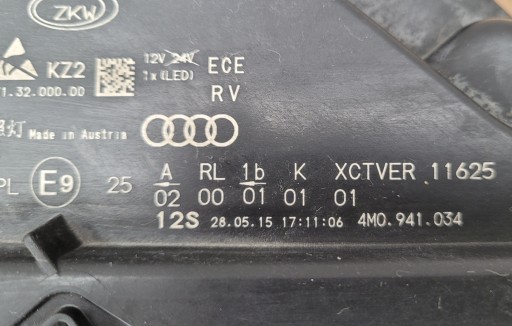 ZKW
KZ2 12V 24V ECE
1x(LED)
1.32.000.00 RV
灯 Made in Austria
PL E9 25 A RL 1b K XCTVER 11625
02 00 01 01 01
12S 28.05.15 17:11:06 4M0.941.034